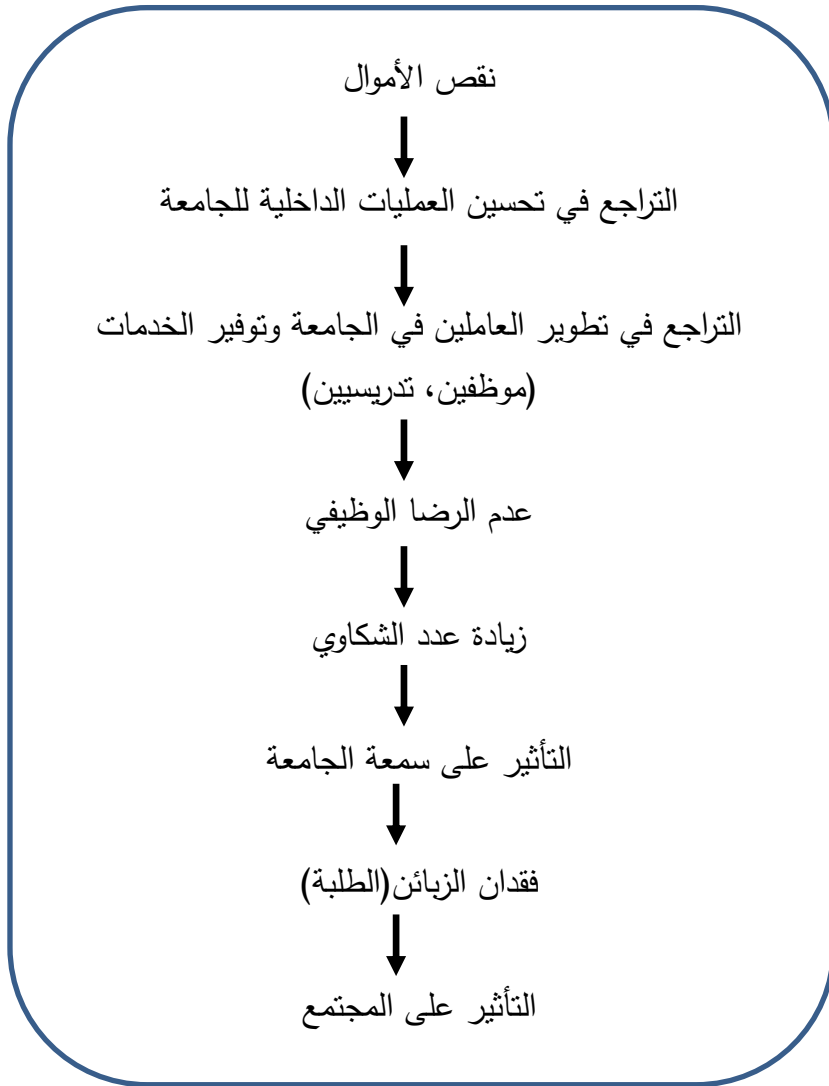 نقص الأموال
التراجع في تحسين العمليات الداخلية للجامعة
التراجع في تطوير العاملين في الجامعة وتوفير الخدمات
(موظفين، تدريسيين)
عدم الرضا الوظيفي
زيادة عدد الشكاوي
التأثير على سمعة الجامعة
فقدان الزبائن(الطلبة)
التأثير على المجتمع